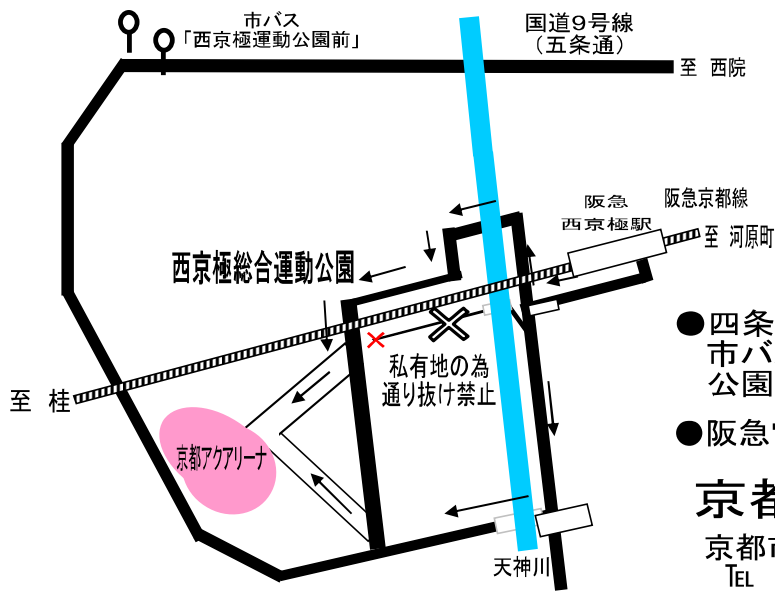 市バス
「西京極運動公園前」
国道9号線
（五条通）
至 西院
阪急
西京極駅
阪急京都線
至 河原町
西京極総合運動公園
●四条
市バ
公園
私有地の為
通り抜け禁止
至 桂
京都アクアリーナ
●阪急
京都
京都市
TEL
天神川